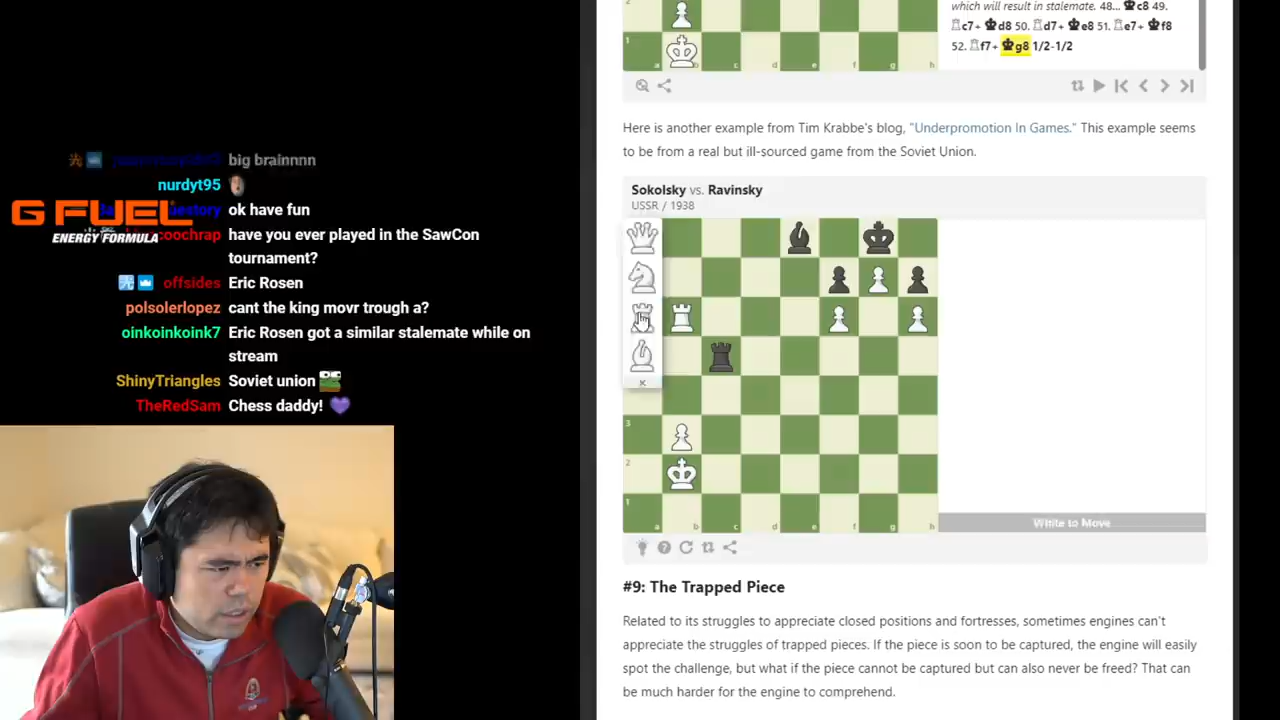 which will result in stalemate. 48... ♚c8 49.
♖c7+ ♚d8 50. ♖d7+ ♚e8 51. ♖e7+ ♚f8
52. ♖f7+ ♚g8 1/2-1/2
2
1
a b c d e f g h
Here is another example from Tim Krabbe's blog, "Underpromotion In Games." This example seems
to be from a real but ill-sourced game from the Soviet Union.
Sokolsky vs. Ravinsky
USSR / 1938
3
2
1
a b c d e f g h
White to Move
#9: The Trapped Piece
Related to its struggles to appreciate closed positions and fortresses, sometimes engines can't
appreciate the struggles of trapped pieces. If the piece is soon to be captured, the engine will easily
spot the challenge, but what if the piece cannot be captured but can also never be freed? That can
be much harder for the engine to comprehend.
big brainnnn
nurdyt95
ok have fun
have you ever played in the SawCon
tournament?
offsides Eric Rosen
polsolerlopez cant the king movr trough a?
oinkoinkoink7 Eric Rosen got a similar stalemate while on
stream
ShinyTriangles Soviet union
TheRedSam Chess daddy!
G FUEL
ENERGY FORMULA